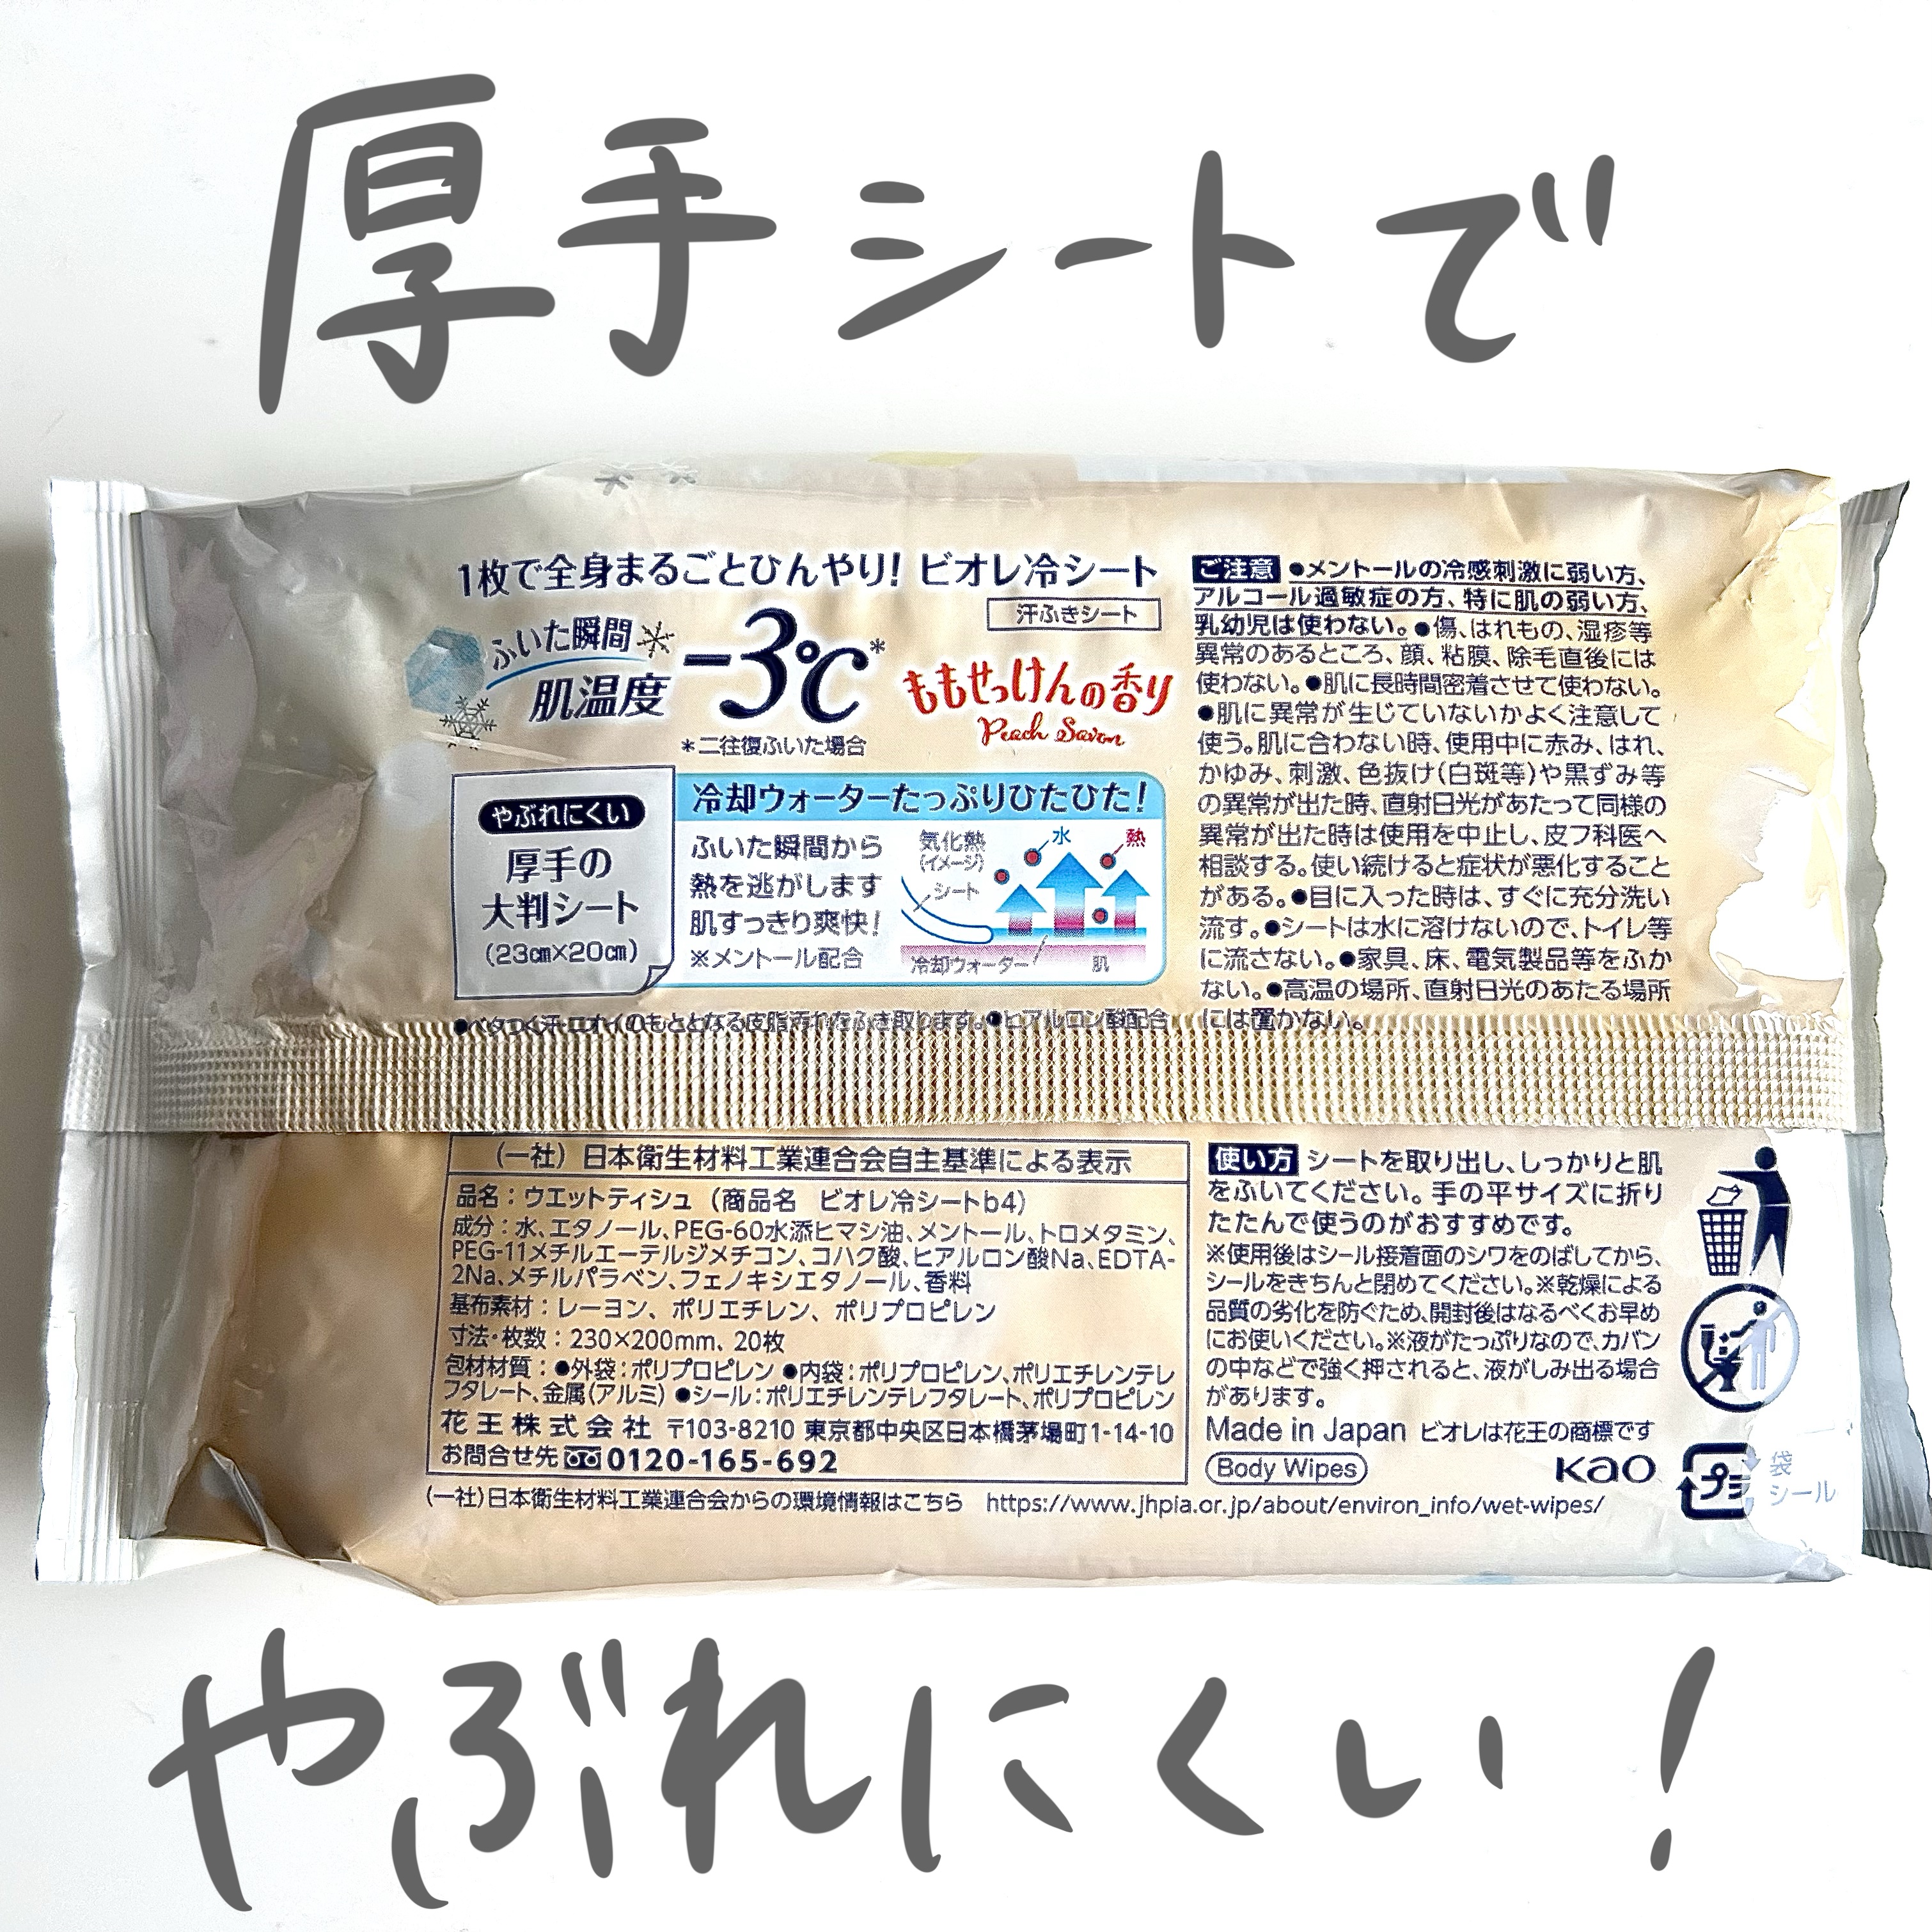 厚手シートで
1枚で全身まるごとひんやり! ビオレ冷シート
汗ふきシート
ふいた瞬間
肌温度
-3℃*
*二往復ふいた場合
ももせっけんの香り
Peach Savon
やぶれにくい
厚手の
大判シート
(23cm×20cm)
冷却ウォーターたっぷりひたひた!
ふいた瞬間から
熱を逃がします
肌すっきり爽快!
※メントール配合
気化熱
(イメージ)
水
熱
シート
冷却ウォーター
肌
●ベタつく汗・ニオイのもととなる皮脂汚れをふき取ります。●ヒアルロン酸配合
ご注意 ●メントールの冷感刺激に弱い方、
アルコール過敏症の方、特に肌の弱い方、
乳幼児は使わない。●傷、はれもの、湿疹等
異常のあるところ、顔、粘膜、除毛直後には
使わない。●肌に長時間密着させて使わない。
●肌に異常が生じていないかよく注意して
使う。肌に合わない時、使用中に赤み、はれ、
かゆみ、刺激、色抜け(白斑等)や黒ずみ等
の異常が出た時、直射日光があたって同様の
異常が出た時は使用を中止し、皮フ科医へ
相談する。使い続けると症状が悪化すること
がある。●目に入った時は、すぐに充分洗い
流す。●シートは水に溶けないので、トイレ等
に流さない。●家具、床、電気製品等をふか
ない。●高温の場所、直射日光のあたる場所
には置かない。
(一社)日本衛生材料工業連合会自主基準による表示
品名:ウエットティシュ (商品名 ビオレ冷シートb4)
成分:水、エタノール、PEG-60水添ヒマシ油、メントール、トロメタミン、
PEG-11メチルエーテルジメチコン、コハク酸、ヒアルロン酸Na、EDTA-
2Na、メチルパラベン、フェノキシエタノール、香料
基布素材:レーヨン、ポリエチレン、ポリプロピレン
寸法・枚数:230×200mm、20枚
包材材質:●外袋:ポリプロピレン ●内袋:ポリプロピレン、ポリエチレンテレ
フタレート、金属(アルミ) ●シール:ポリエチレンテレフタレート、ポリプロピレン
花王株式会社 〒103-8210 東京都中央区日本橋茅場町1-14-10
お問合せ先 0120-165-692
(一社)日本衛生材料工業連合会からの環境情報はこちら https://www.jhpia.or.jp/about/environ_info/wet-wipes/
使い方 シートを取り出し、しっかりと肌
をふいてください。手の平サイズに折り
たたんで使うのがおすすめです。
※使用後はシール接着面のシワをのばしてから、
シールをきちんと閉めてください。※乾燥による
品質の劣化を防ぐため、開封後はなるべくお早め
にお使いください。※液がたっぷりなので、カバン
の中などで強く押されると、液がしみ出る場合
があります。
Made in Japan ビオレは花王の商標です
Body Wipes
Kao
プラ
袋
シール
やぶれにくい!